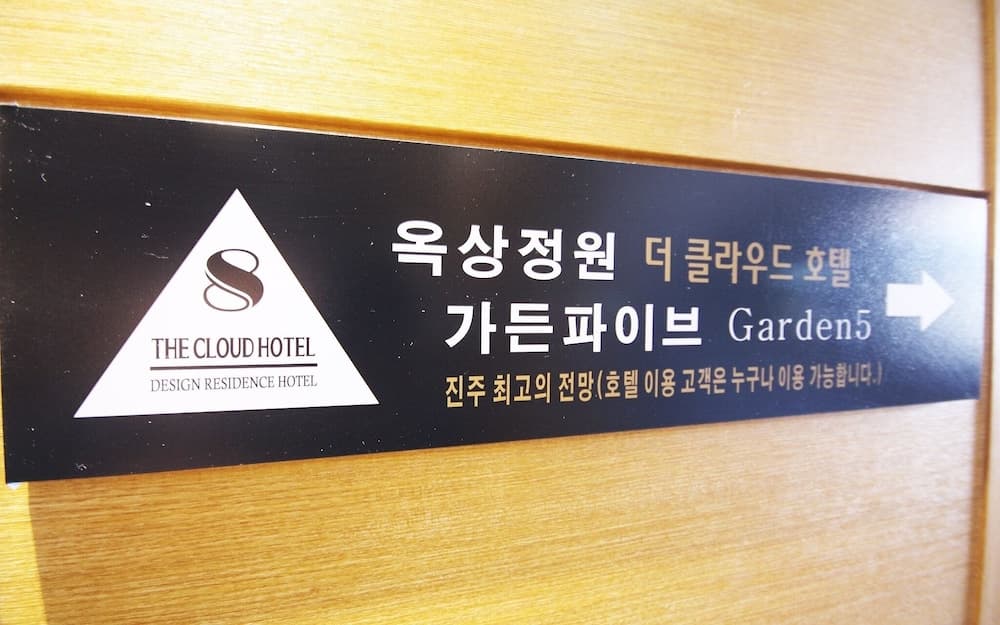 8
THE CLOUD HOTEL
DESIGN RESIDENCE HOTEL
옥상정원 더 클라우드 호텔
가든파이브 Garden5
진주 최고의 전망(호텔 이용 고객은 누구나 이용 가능합니다.)